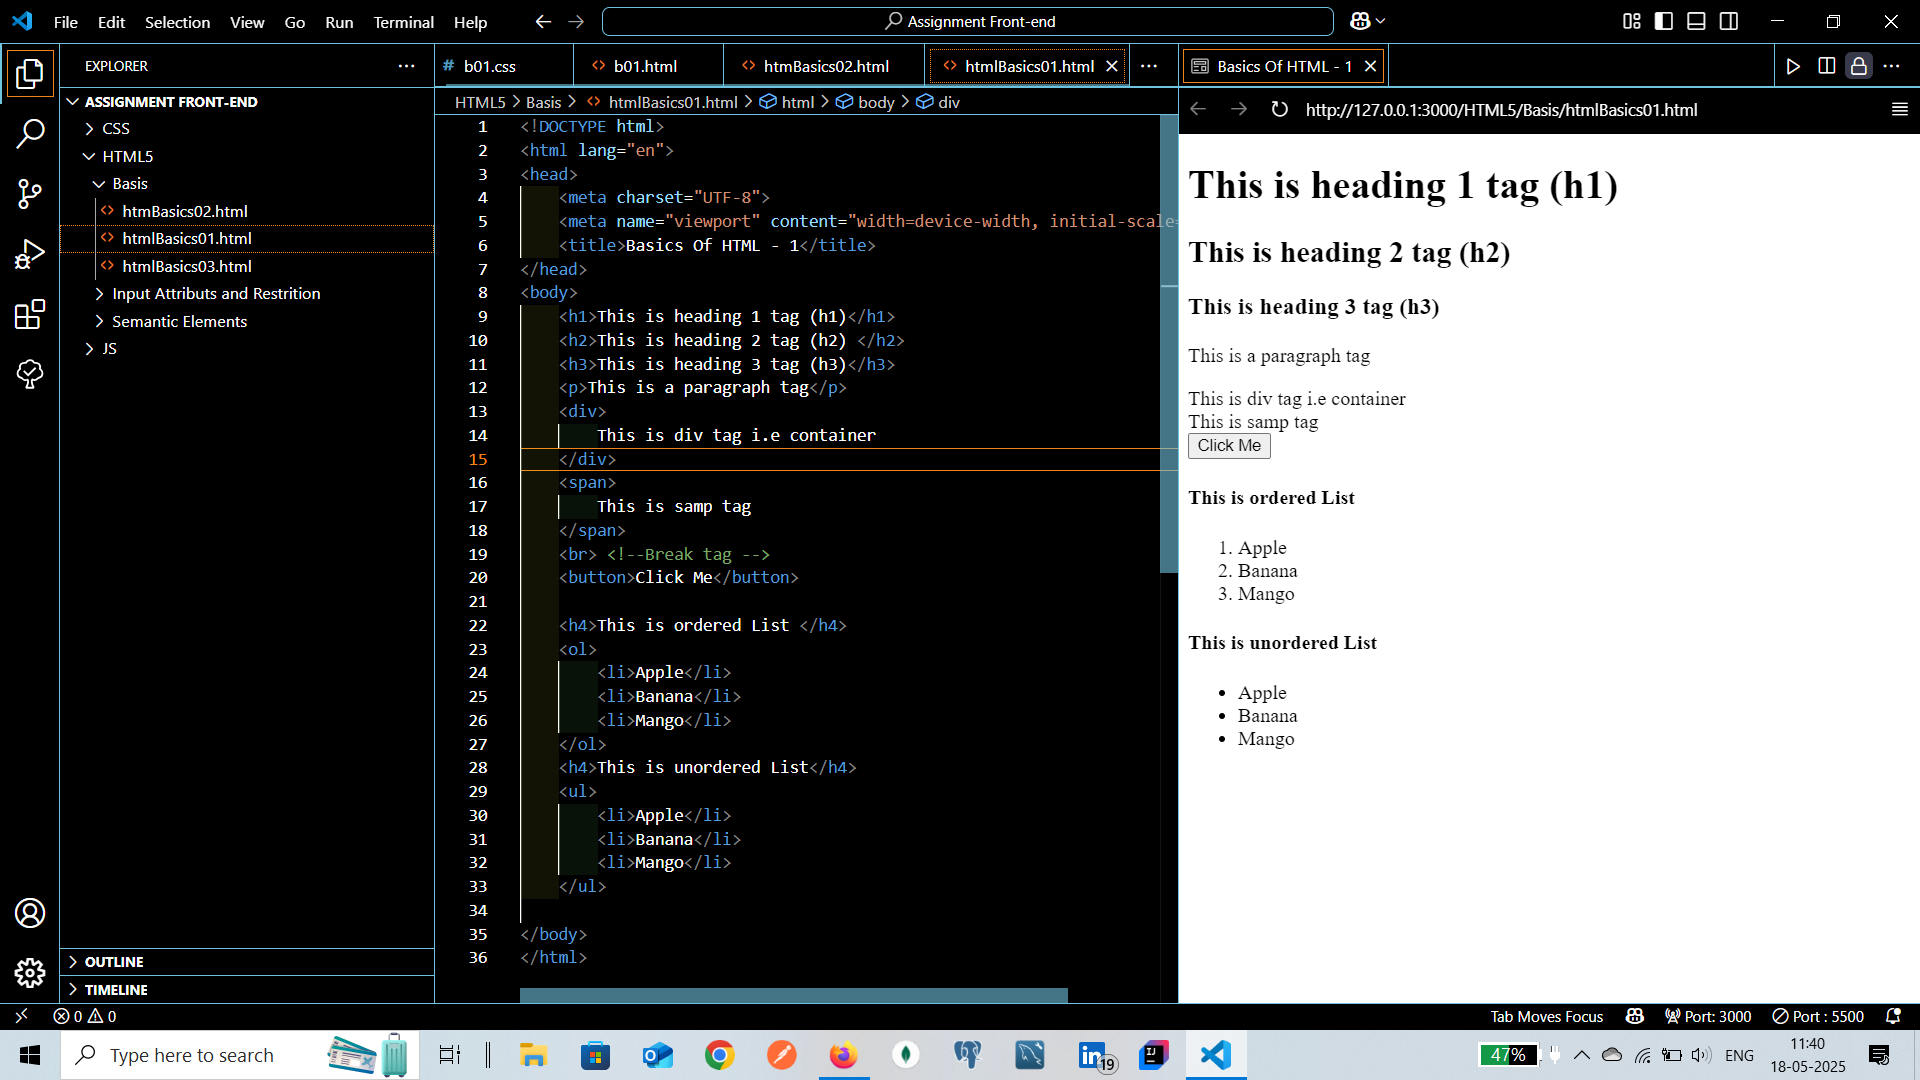 File Edit Selection View Go Run Terminal Help
Assignment Front-end
EXPLORER
ASSIGNMENT FRONT-END
CSS
HTML5
Basis
htmBasics02.html
htmlBasics01.html
htmlBasics03.html
Input Attributs and Restrition
Semantic Elements
JS
OUTLINE
TIMELINE
# b01.css
<> b01.html
<> htmBasics02.html
<> htmlBasics01.html
HTML5 > Basis > <> htmlBasics01.html > html > body > div
1 <!DOCTYPE html>
2 <html lang="en">
3 <head>
4 <meta charset="UTF-8">
5 <meta name="viewport" content="width=device-width, initial-scale=
6 <title>Basics Of HTML - 1</title>
7 </head>
8 <body>
9 <h1>This is heading 1 tag (h1)</h1>
10 <h2>This is heading 2 tag (h2) </h2>
11 <h3>This is heading 3 tag (h3)</h3>
12 <p>This is a paragraph tag</p>
13 <div>
14 This is div tag i.e container
15 </div>
16 <span>
17 This is samp tag
18 </span>
19 <br> <!--Break tag -->
20 <button>Click Me</button>
21
22 <h4>This is ordered List </h4>
23 <ol>
24 <li>Apple</li>
25 <li>Banana</li>
26 <li>Mango</li>
27 </ol>
28 <h4>This is unordered List</h4>
29 <ul>
30 <li>Apple</li>
31 <li>Banana</li>
32 <li>Mango</li>
33 </ul>
34
35 </body>
36 </html>
Basics Of HTML - 1
http://127.0.0.1:3000/HTML5/Basis/htmlBasics01.html
This is heading 1 tag (h1)
This is heading 2 tag (h2)
This is heading 3 tag (h3)
This is a paragraph tag
This is div tag i.e container
This is samp tag
Click Me
This is ordered List
1. Apple
2. Banana
3. Mango
This is unordered List
• Apple
• Banana
• Mango
0 0
Tab Moves Focus
Port: 3000
Port : 5500
Type here to search
19
47%
ENG
11:40
18-05-2025